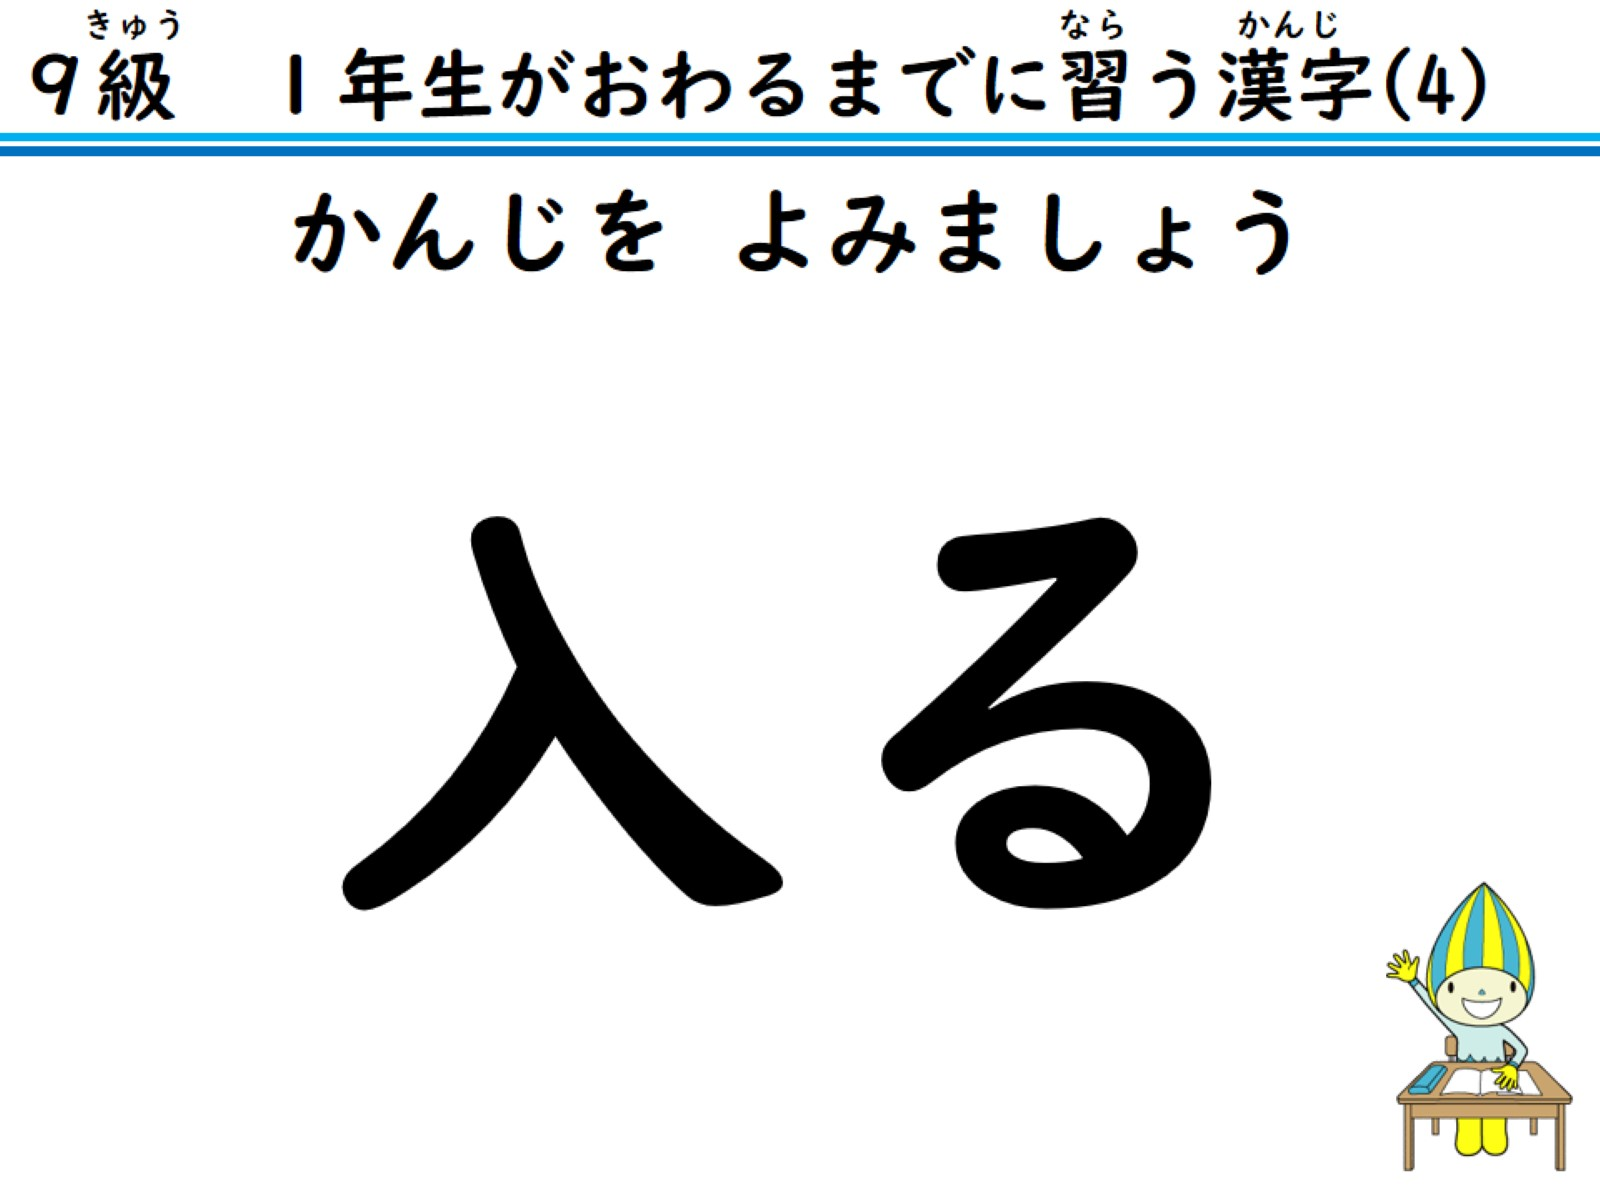 きゅう なら かんじ
9級 1年生がおわるまでに習う漢字(4)
かんじを よみましょう
入る